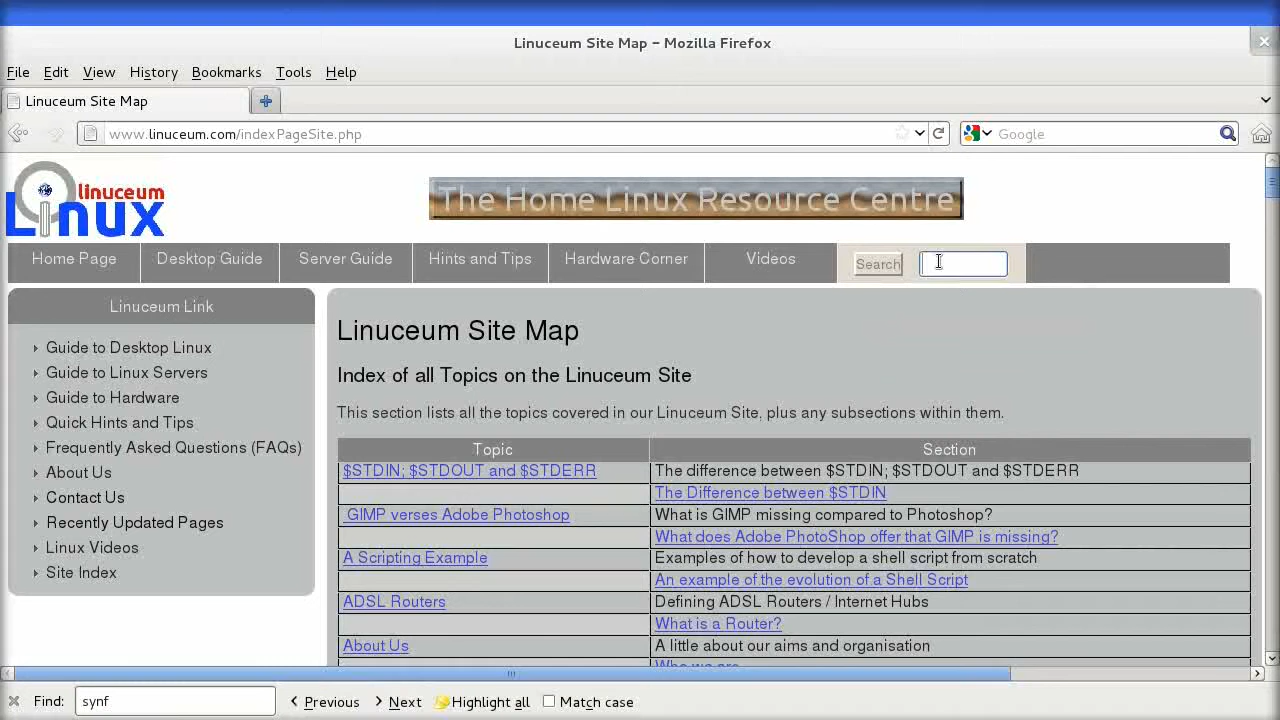 Linuceum Site Map - Mozilla Firefox
File Edit View History Bookmarks Tools Help
Linuceum Site Map
www.linuceum.com/indexPageSite.php
Google
linuceum
Linux
The Home Linux Resource Centre
Home Page Desktop Guide Server Guide Hints and Tips Hardware Corner Videos Search
Linuceum Link
Guide to Desktop Linux
Guide to Linux Servers
Guide to Hardware
Quick Hints and Tips
Frequently Asked Questions (FAQs)
About Us
Contact Us
Recently Updated Pages
Linux Videos
Site Index
Linuceum Site Map
Index of all Topics on the Linuceum Site
This section lists all the topics covered in our Linuceum Site, plus any subsections within them.
Topic Section
$STDIN; $STDOUT and $STDERR The difference between $STDIN; $STDOUT and $STDERR
The Difference between $STDIN
GIMP verses Adobe Photoshop What is GIMP missing compared to Photoshop?
What does Adobe PhotoShop offer that GIMP is missing?
A Scripting Example Examples of how to develop a shell script from scratch
An example of the evolution of a Shell Script
ADSL Routers Defining ADSL Routers / Internet Hubs
What is a Router?
About Us A little about our aims and organisation
Who we are
Find: synf Previous Next Highlight all Match case